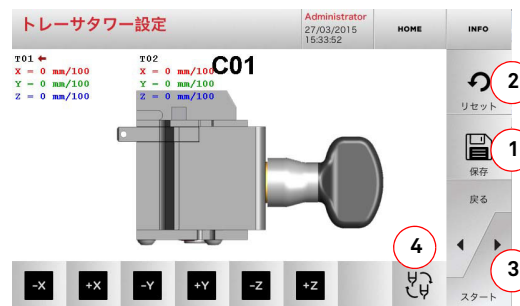 トレーサタワー設定
Administrator
27/03/2015
15:33:52
HOME
INFO
T01
X = 0 mm/100
Y = 0 mm/100
Z = 0 mm/100
T02
X = 0 mm/100
Y = 0 mm/100
Z = 0 mm/100
C01
2
リセット
1
保存
戻る
3
スタート
4
-X
+X
-Y
+Y
-Z
+Z